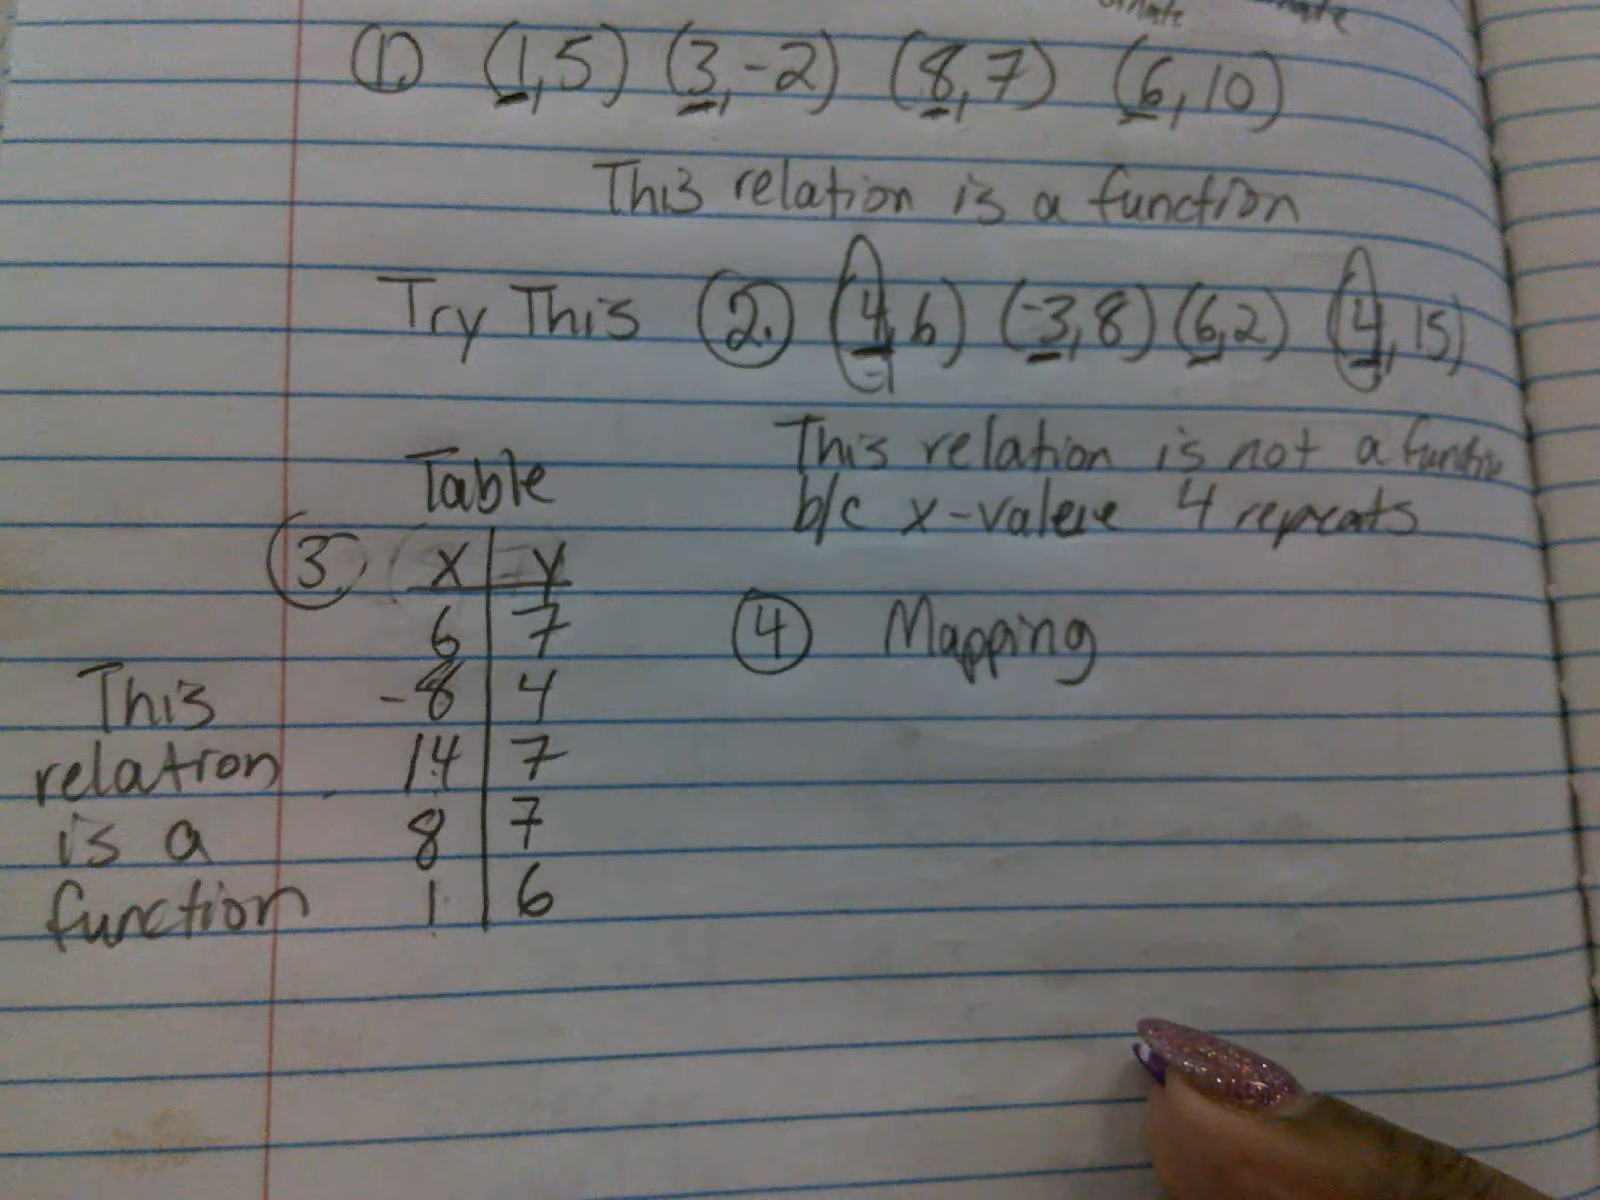 ① (1,5) (3,-2) (8,7) (6,10)
This relation is a function
Try This ②. (4,6) (-3,8) (6,2) (4,15)
This relation is not a function
b/c x-valeue 4 repeats
Table
③ x y
6 7
-8 4
14 7
8 7
1 6
④ Mapping
This
relation
is a
function